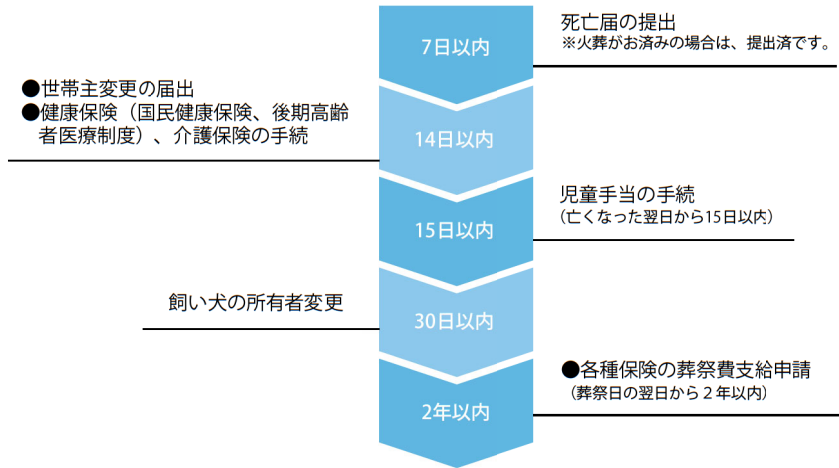 7日以内
死亡届の提出
※火葬がお済みの場合は、提出済です。
14日以内
●世帯主変更の届出
●健康保険（国民健康保険、後期高齢
者医療制度）、介護保険の手続
15日以内
児童手当の手続
（亡くなった翌日から15日以内）
30日以内
飼い犬の所有者変更
2年以内
●各種保険の葬祭費支給申請
（葬祭日の翌日から２年以内）